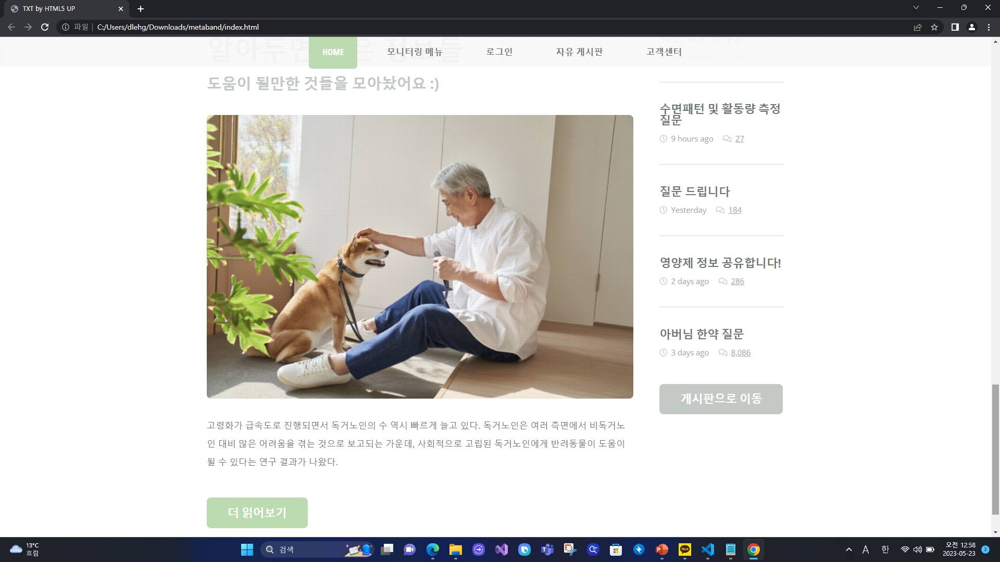 TXT by HTML5 UP
파일 C:/Users/dlehg/Downloads/metaband/index.html
HOME 모니터링 메뉴 로그인 자유 게시판 고객센터
도움이 될만한 것들을 모아놨어요 :)
고령화가 급속도로 진행되면서 독거노인의 수 역시 빠르게 늘고 있다. 독거노인은 여러 측면에서 비독거노
인 대비 많은 어려움을 겪는 것으로 보고되는 가운데, 사회적으로 고립된 독거노인에게 반려동물이 도움이
될 수 있다는 연구 결과가 나왔다.
더 읽어보기
수면패턴 및 활동량 측정
질문
9 hours ago 27
질문 드립니다
Yesterday 184
영양제 정보 공유합니다!
2 days ago 286
아버님 한약 질문
3 days ago 8,086
게시판으로 이동
13°C
흐림
검색
TALK
A 한
오전 12:58
2023-05-23
3